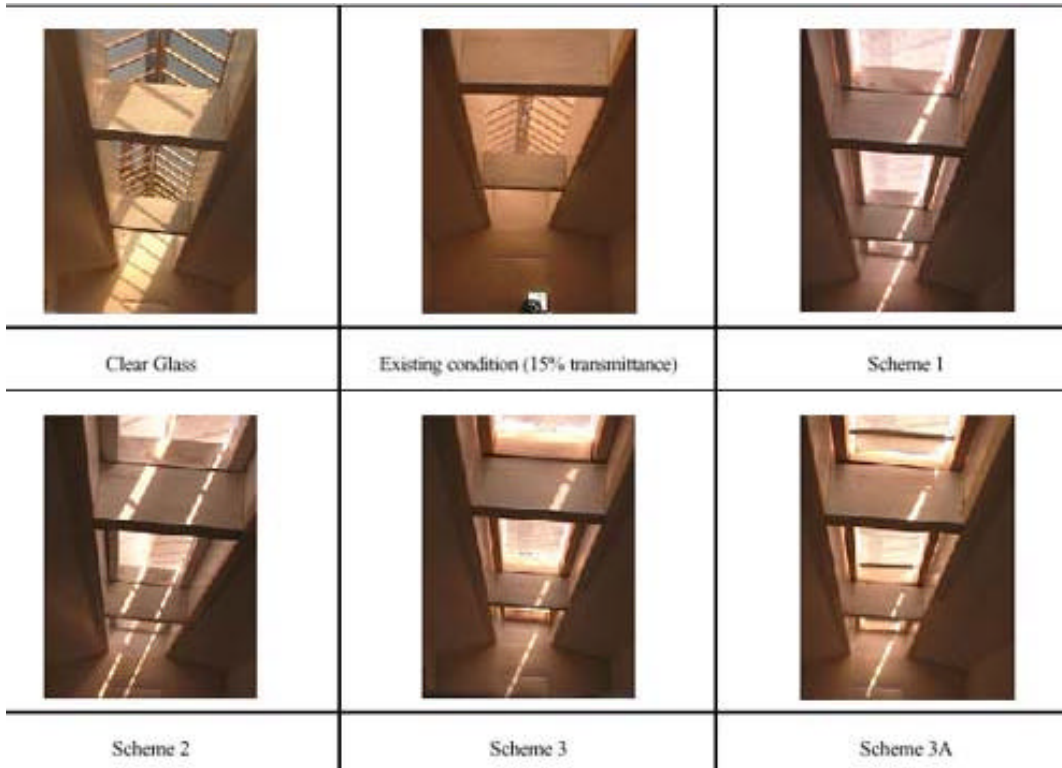 Clear Glass
Existing condition (15% transmittance)
Scheme 1
Scheme 2
Scheme 3
Scheme 3A